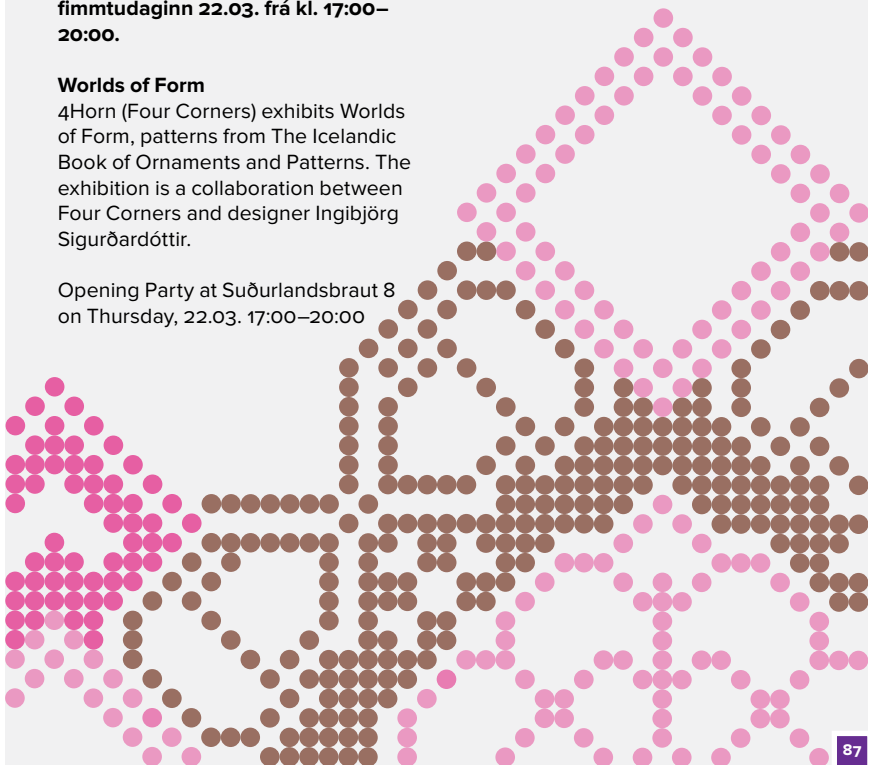 fimmtudaginn 22.03. frá kl. 17:00–
20:00.
Worlds of Form
4Horn (Four Corners) exhibits Worlds
of Form, patterns from The Icelandic
Book of Ornaments and Patterns. The
exhibition is a collaboration between
Four Corners and designer Ingibjörg
Sigurðardóttir.
Opening Party at Suðurlandsbraut 8
on Thursday, 22.03. 17:00–20:00
87